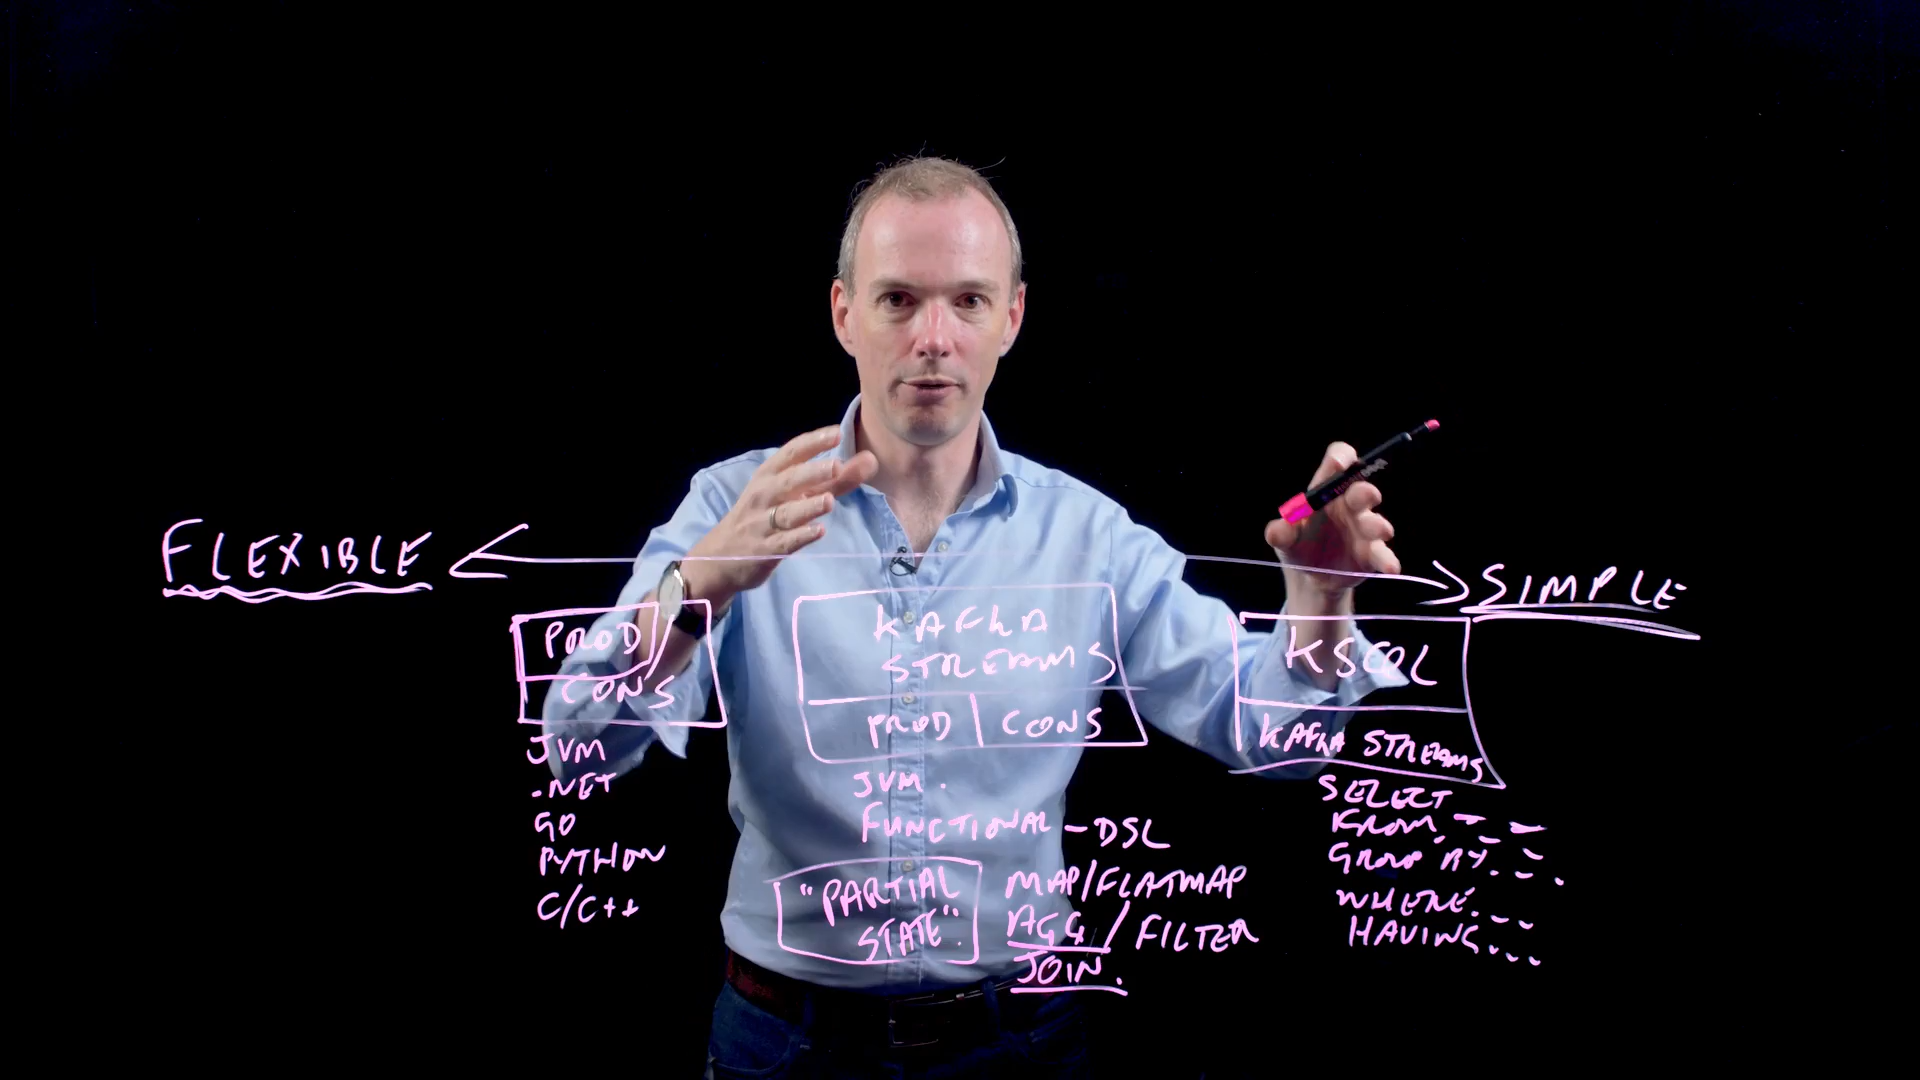 FLEXIBLE
SIMPLE
PROD
CONS
JVM
.NET
GO
PYTHON
C/C++
KAFKA
STREAMS
PROD | CONS
JVM.
FUNCTIONAL - DSL
"PARTIAL
STATE".
MAP/FLATMAP
AGG / FILTER
JOIN.
KSQL
KAFKA STREAMS
SELECT
FROM
GROUP BY...
WHERE...
HAVING...